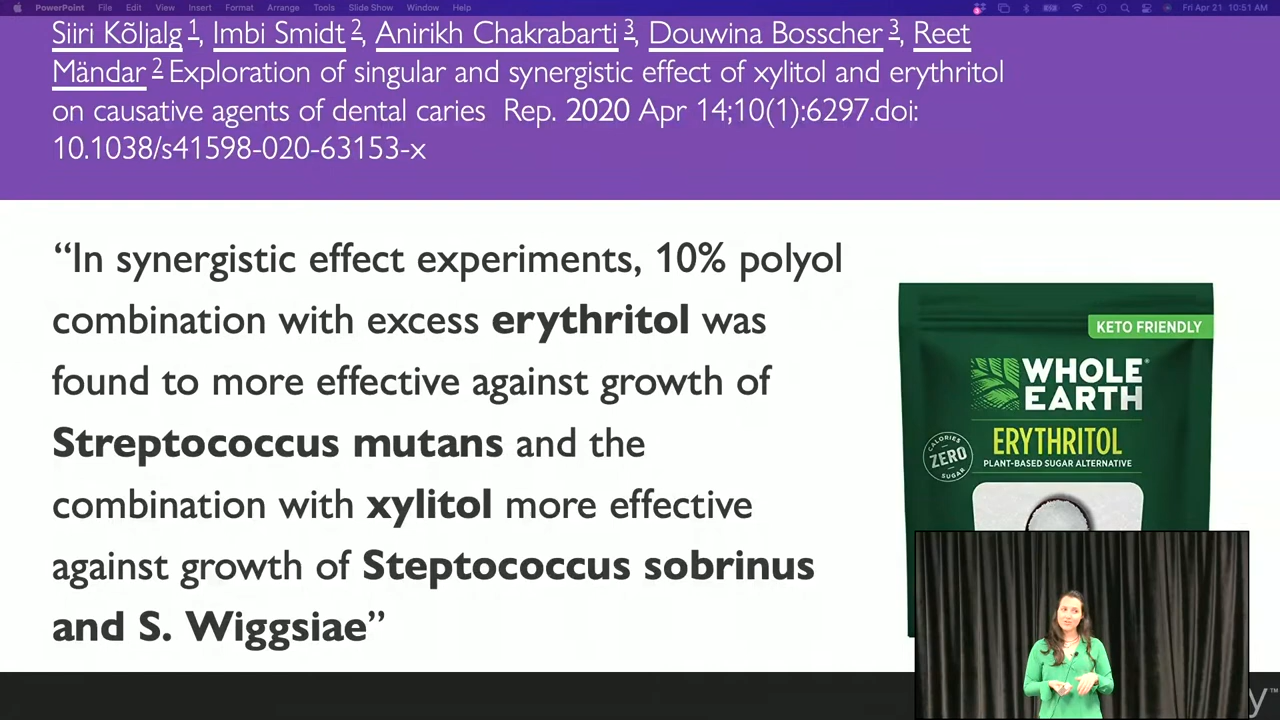 PowerPoint File Edit View Insert Format Arrange Tools Slide Show Window Help Fri Apr 21 10:51 AM
Siiri Kõljalg 1, Imbi Smidt 2, Anirikh Chakrabarti 3, Douwina Bosscher 3, Reet
Mändar 2 Exploration of singular and synergistic effect of xylitol and erythritol
on causative agents of dental caries Rep. 2020 Apr 14;10(1):6297.doi:
10.1038/s41598-020-63153-x
“In synergistic effect experiments, 10% polyol
combination with excess erythritol was
found to more effective against growth of
Streptococcus mutans and the
combination with xylitol more effective
against growth of Steptococcus sobrinus
and S. Wiggsiae”
KETO FRIENDLY
WHOLE
EARTH
ERYTHRITOL
PLANT-BASED SUGAR ALTERNATIVE
CALORIES
ZERO
SUGAR
y™